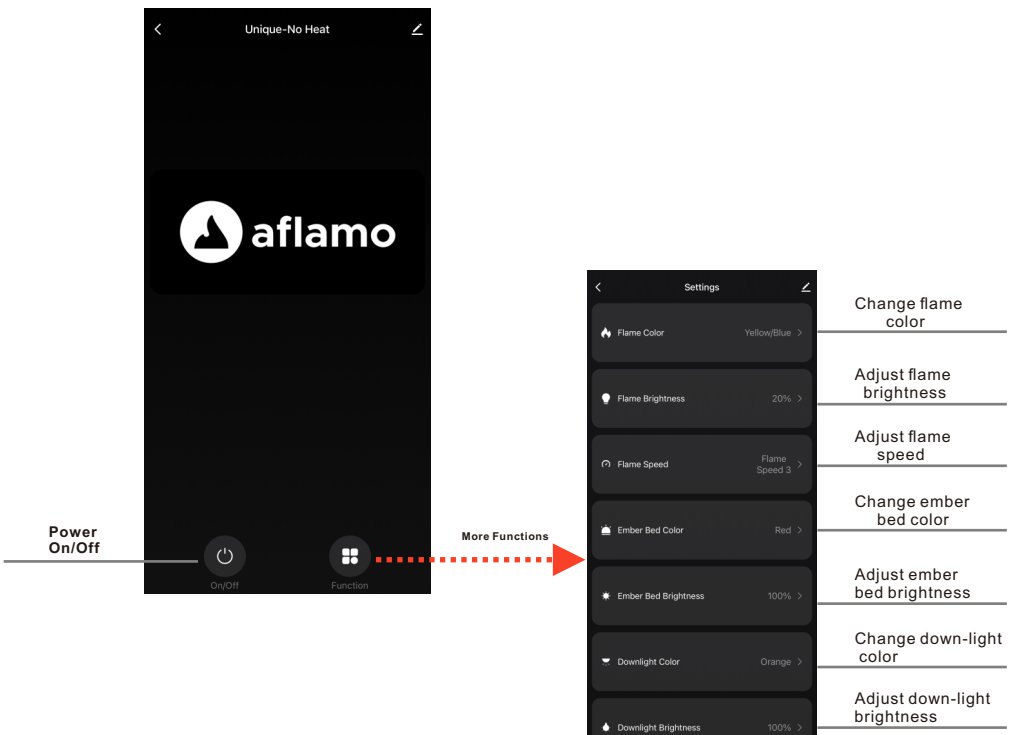 Unique-No Heat
aflamo
Power
On/Off
On/Off
Function
More Functions
Settings
Flame Color
Yellow/Blue
Change flame
color
Flame Brightness
20%
Adjust flame
brightness
Flame Speed
Flame
Speed 3
Adjust flame
speed
Ember Bed Color
Red
Change ember
bed color
Ember Bed Brightness
100%
Adjust ember
bed brightness
Downlight Color
Orange
Change down-light
color
Downlight Brightness
100%
Adjust down-light
brightness